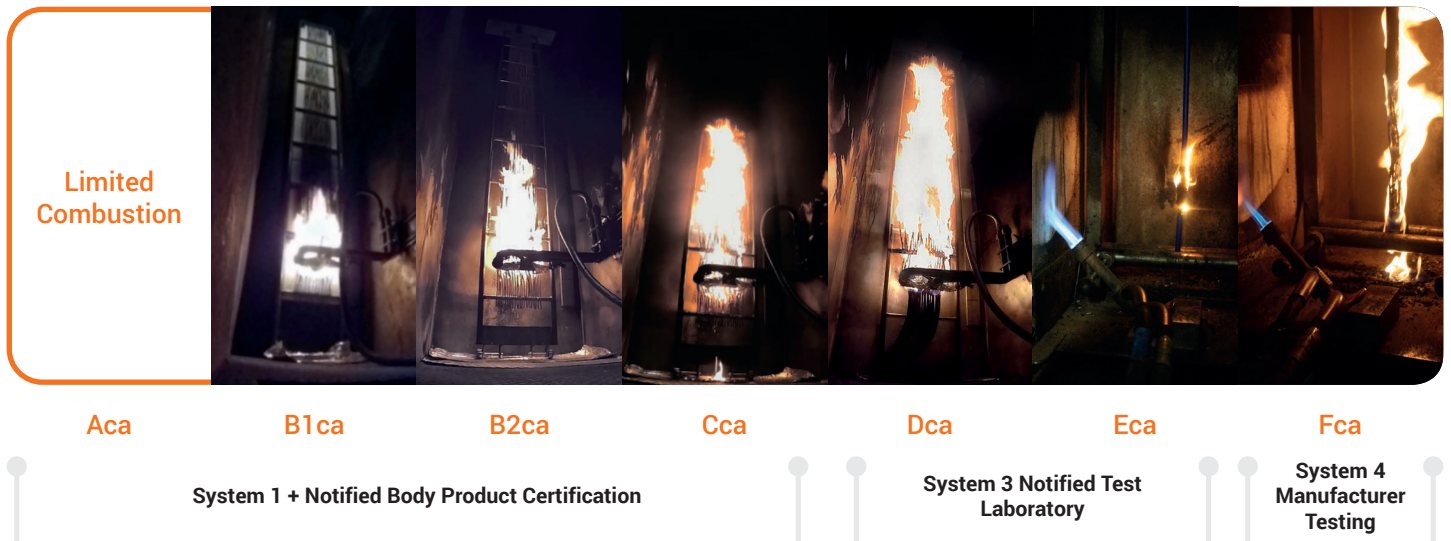 Limited
Combustion
Aca
B1ca
B2ca
Cca
Dca
Eca
Fca
System 1 + Notified Body Product Certification
System 3 Notified Test
Laboratory
System 4
Manufacturer
Testing